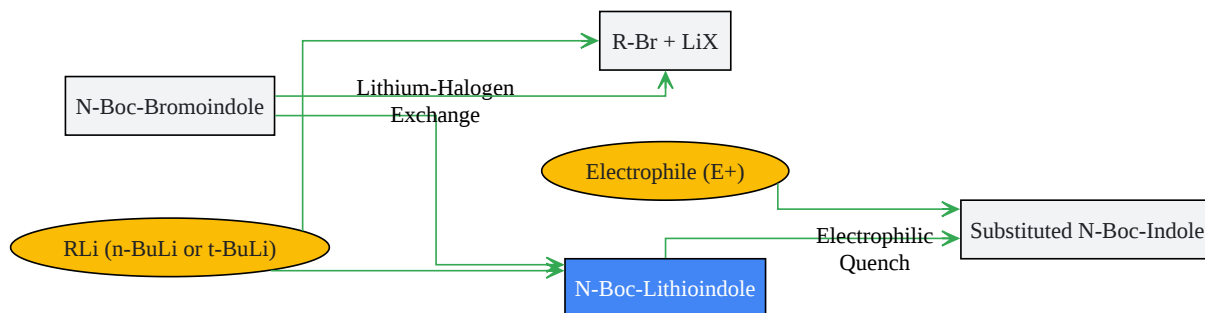 R-Br + LiX
N-Boc-Bromoindole
Lithium-Halogen
Exchange
Electrophile (E+)
RLi (n-BuLi or t-BuLi)
Substituted N-Boc-Indole
Electrophilic
Quench
N-Boc-Lithioindole